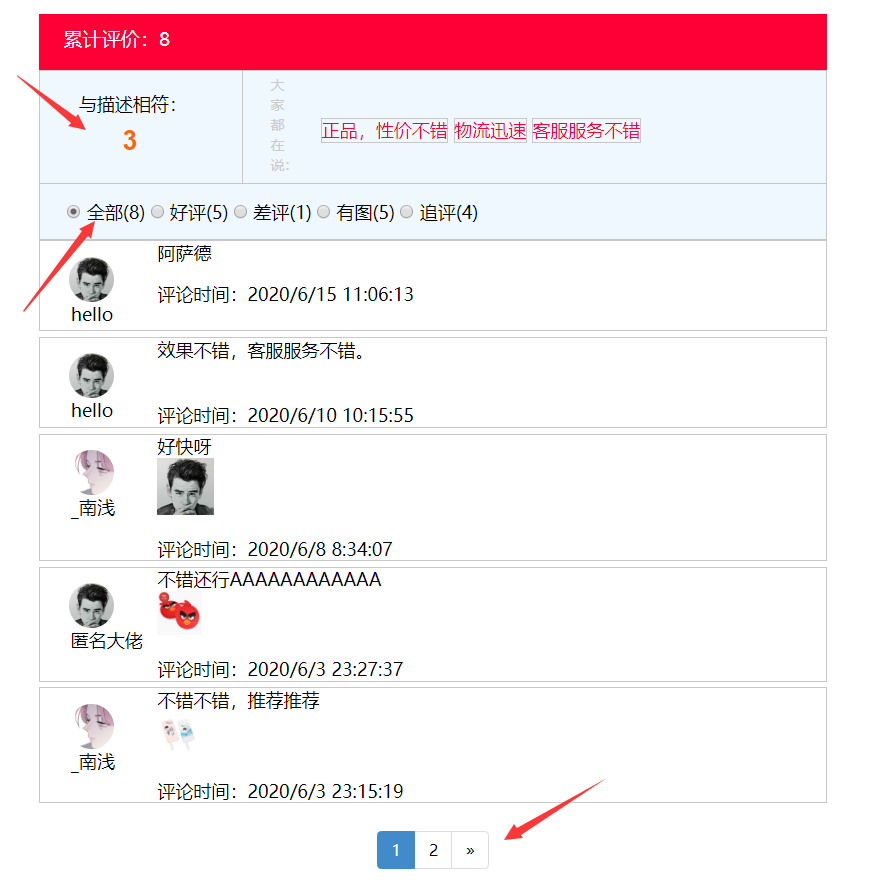 累计评价：8
与描述相符：
3
大
家
都
在
说：
正品，性价不错 物流迅速 客服服务不错
全部(8) 好评(5) 差评(1) 有图(5) 追评(4)
阿萨德
评论时间：2020/6/15 11:06:13
hello
效果不错，客服服务不错。
hello
评论时间：2020/6/10 10:15:55
好快呀
_南浅
评论时间：2020/6/8 8:34:07
不错还行AAAAAAAAAAAA
匿名大佬
评论时间：2020/6/3 23:27:37
不错不错，推荐推荐
_南浅
评论时间：2020/6/3 23:15:19
1 2 »